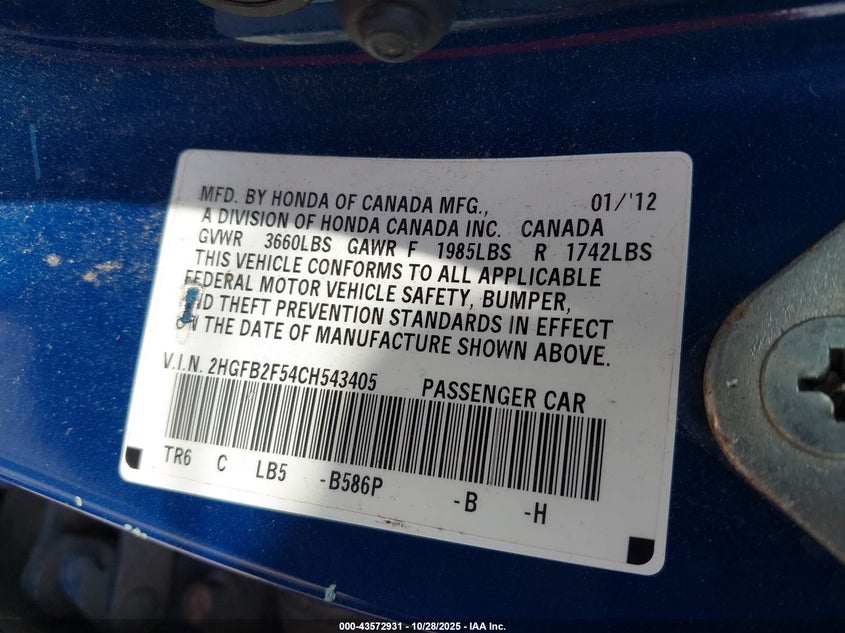 MFD. BY HONDA OF CANADA MFG., 01/'12
A DIVISION OF HONDA CANADA INC. CANADA
GVWR 3660LBS GAWR F 1985LBS R 1742LBS
THIS VEHICLE CONFORMS TO ALL APPLICABLE
FEDERAL MOTOR VEHICLE SAFETY, BUMPER,
AND THEFT PREVENTION STANDARDS IN EFFECT
ON THE DATE OF MANUFACTURE SHOWN ABOVE.
V.I.N. 2HGFB2F54CH543405 PASSENGER CAR
TR6 C LB5 -B586P -B -H
000-43572931 - 10/28/2025 - IAA Inc.